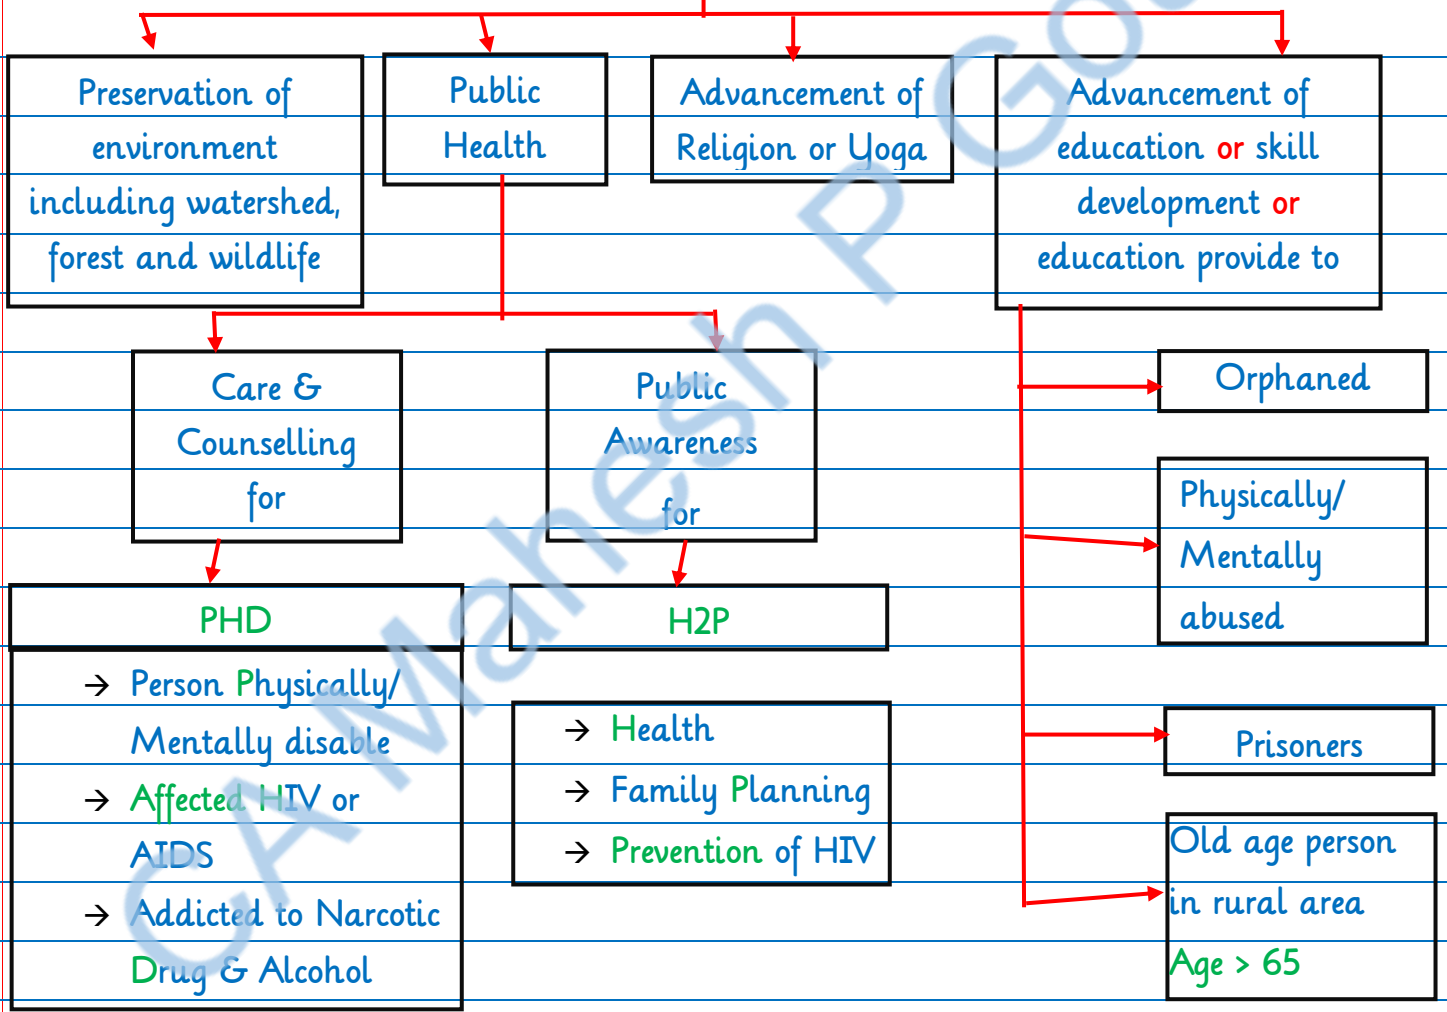 Preservation of
environment
including watershed,
forest and wildlife
Public
Health
Advancement of
Religion or Yoga
Advancement of
education or skill
development or
education provide to
Care &
Counselling
for
Public
Awareness
for
Orphaned
Physically/
Mentally
abused
Prisoners
Old age person
in rural area
Age > 65
PHD
→ Person Physically/
Mentally disable
→ Affected HIV or
AIDS
→ Addicted to Narcotic
Drug & Alcohol
H2P
→ Health
→ Family Planning
→ Prevention of HIV
CA Mahesh P Gou